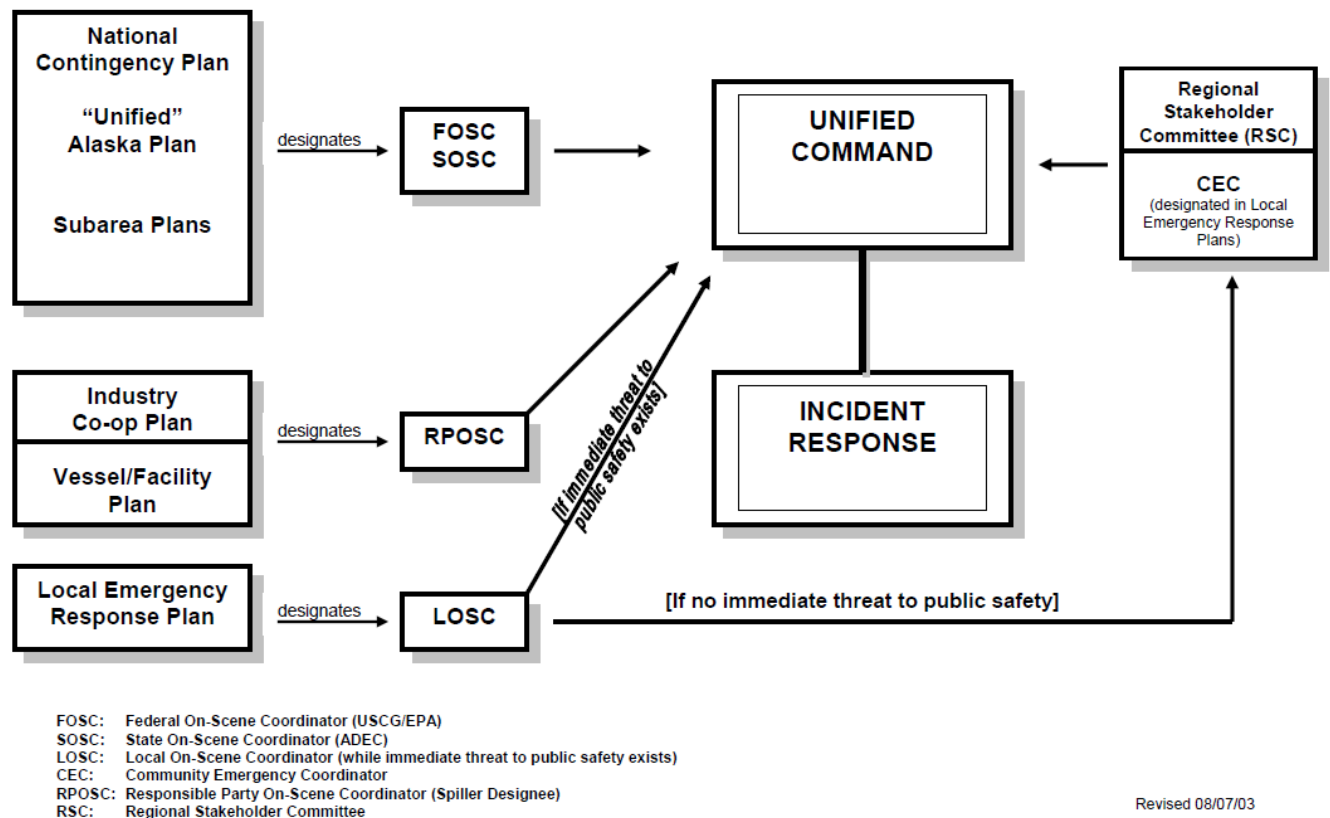 National
Contingency Plan
“Unified”
Alaska Plan
Subarea Plans
designates
FOSC
SOSC
UNIFIED
COMMAND
Regional
Stakeholder
Committee (RSC)
CEC
(designated in Local
Emergency Response
Plans)
Industry
Co-op Plan
Vessel/Facility
Plan
designates
RPOSC
[If immediate threat to
public safety exists]
INCIDENT
RESPONSE
Local Emergency
Response Plan
designates
LOSC
[If no immediate threat to public safety]
FOSC: Federal On-Scene Coordinator (USCG/EPA)
SOSC: State On-Scene Coordinator (ADEC)
LOSC: Local On-Scene Coordinator (while immediate threat to public safety exists)
CEC: Community Emergency Coordinator
RPOSC: Responsible Party On-Scene Coordinator (Spiller Designee)
RSC: Regional Stakeholder Committee
Revised 08/07/03